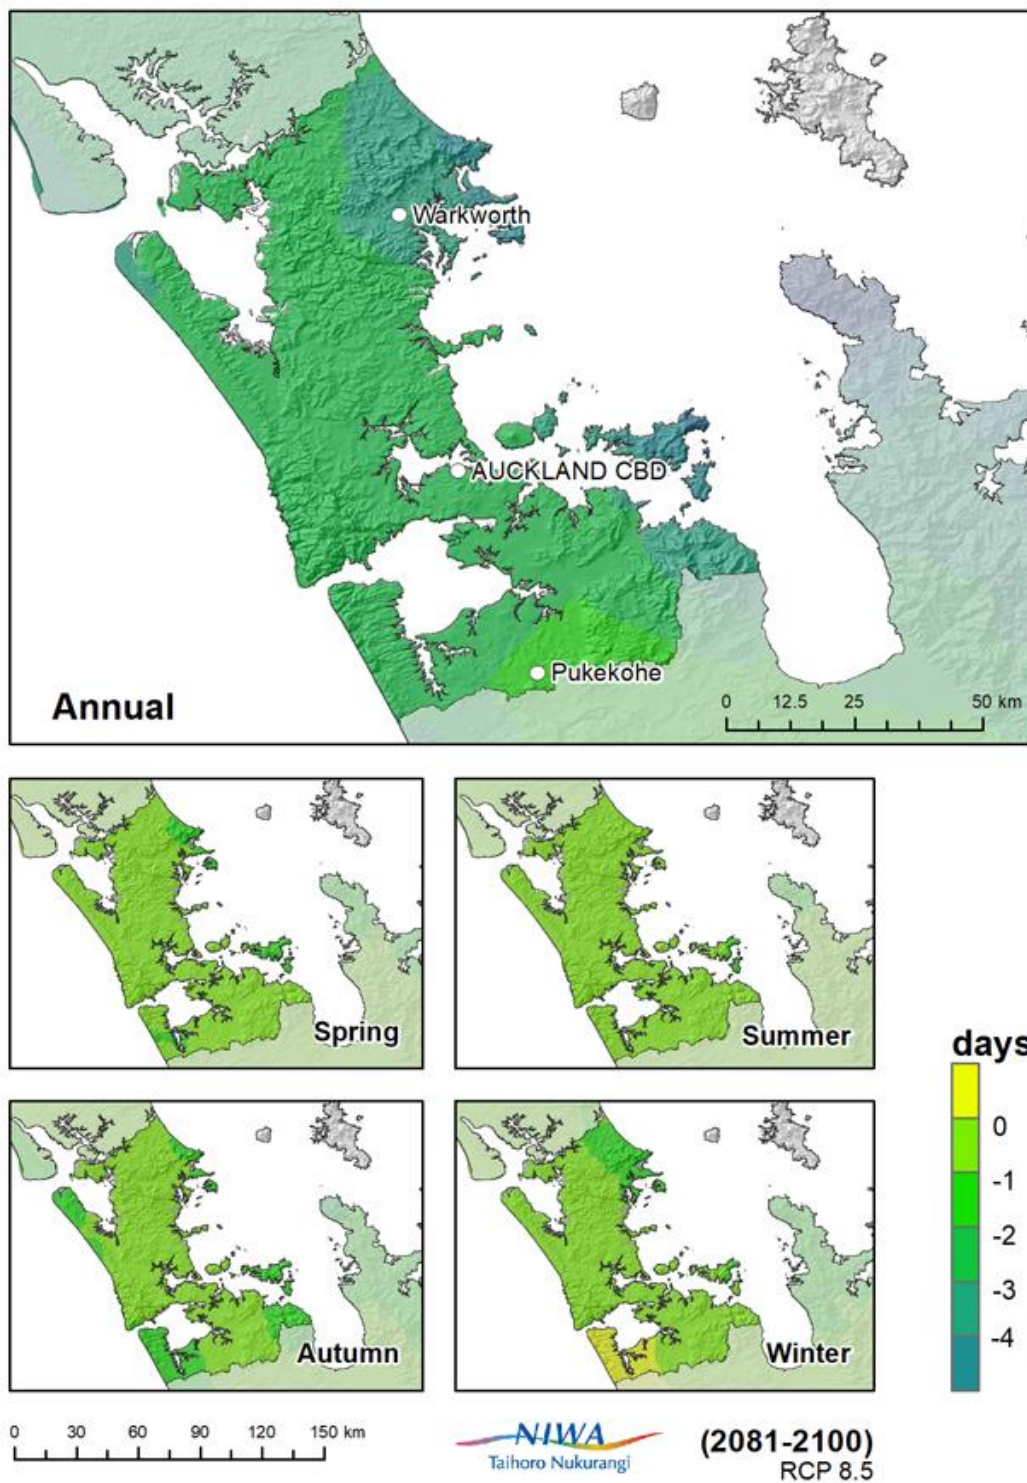 Warkworth
AUCKLAND CBD
Pukekohe
Annual
0 12.5 25 50 km
Spring
Summer
days
0
-1
-2
-3
-4
Autumn
Winter
0 30 60 90 120 150 km
NIWA
Taihoro Nukurangi
(2081-2100)
RCP 8.5